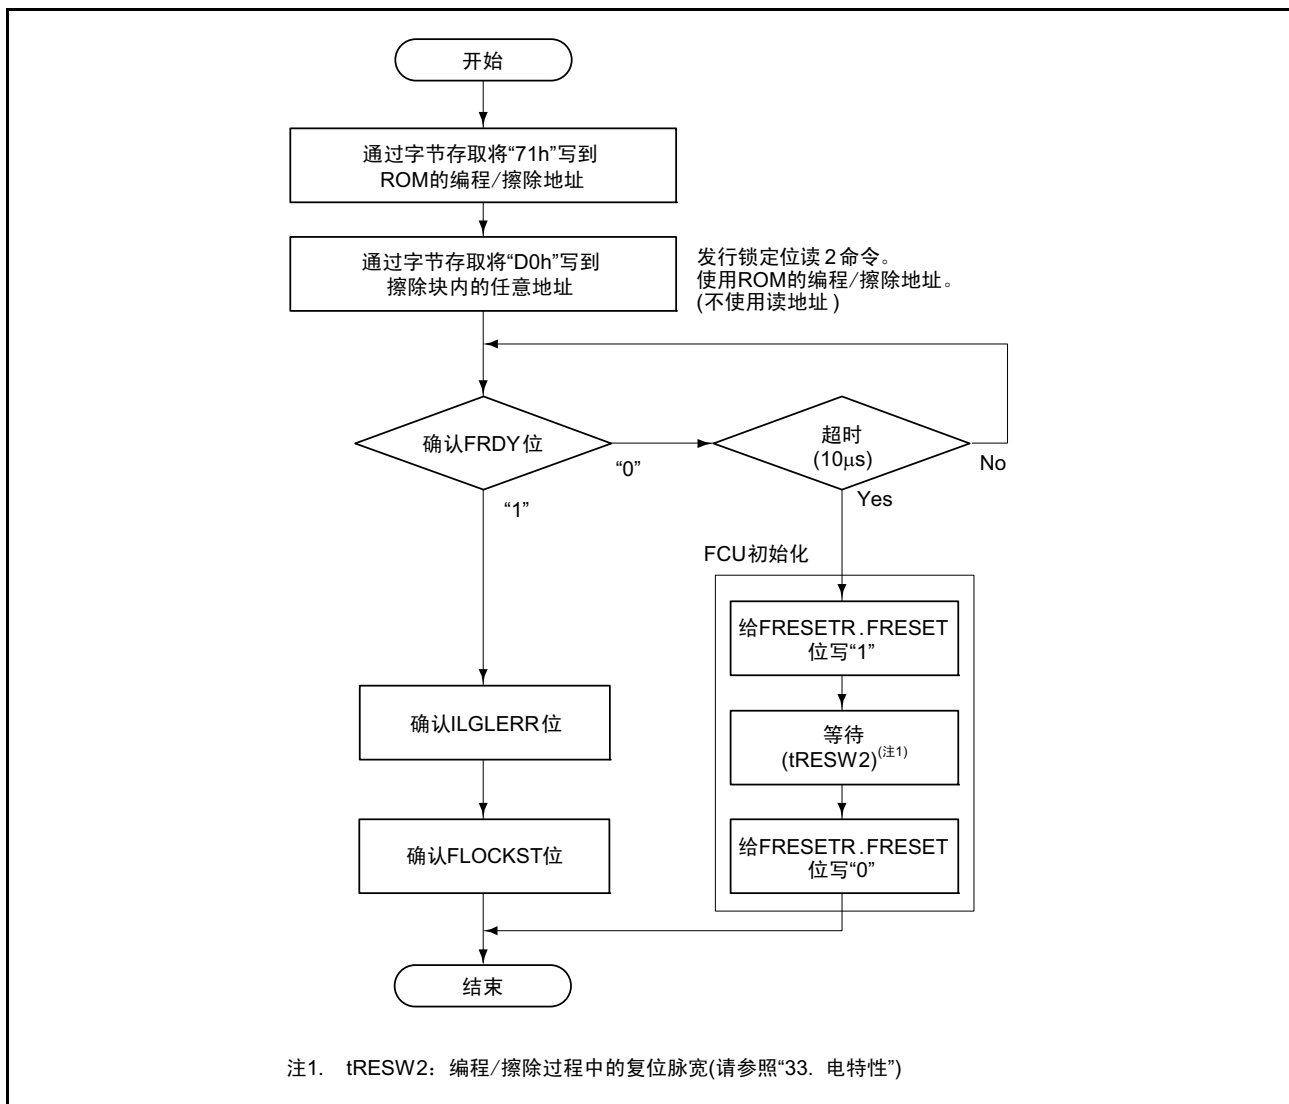 开始
通过字节存取将“71h”写到
ROM的编程/擦除地址
通过字节存取将“D0h”写到
擦除块内的任意地址
发行锁定位读2命令。
使用ROM的编程/擦除地址。
(不使用读地址)
确认FRDY位
“0”
“1”
超时
(10μs)
No
Yes
FCU初始化
给FRESETR.FRESET
位写“1”
等待
(tRESW2)(注1)
给FRESETR.FRESET
位写“0”
确认ILGLERR位
确认FLOCKST位
结束
注1. tRESW2：编程/擦除过程中的复位脉宽(请参照“33. 电特性”)